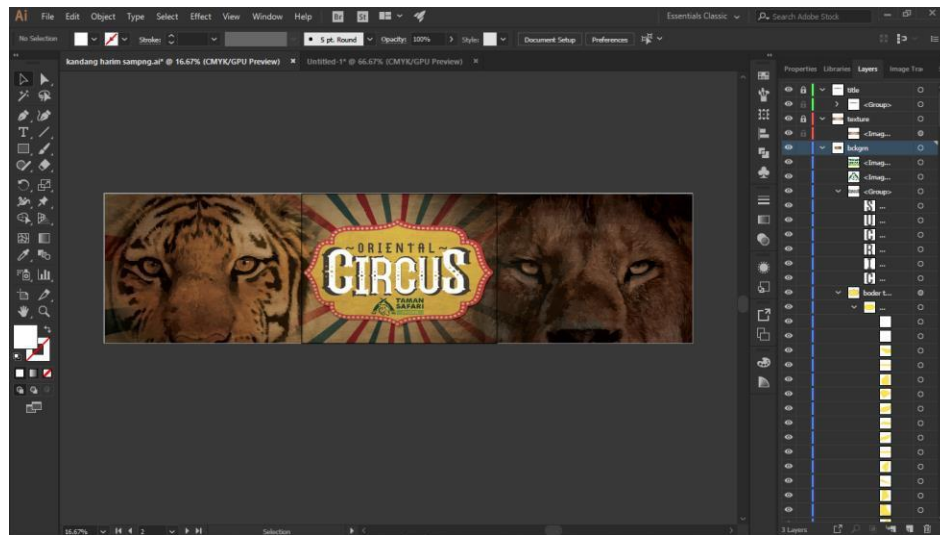 Ai File Edit Object Type Select Effect View Window Help Br St Essentials Classic Search Adobe Stock
No Selection Stroke: 5 pt. Round Opacity: 100% Style: Document Setup Preferences
kandang harim sampng.ai* @ 16.67% (CMYK/GPU Preview) × Untitled-1* @ 66.67% (CMYK/GPU Preview) ×
Properties Libraries Layers Image Tra
title
<Group>
texture
<Imag...
bckgrn
<Imag...
<Imag...
<Group>
S ...
U ...
C ...
R ...
I ...
C ...
boder t...
...
~ORIENTAL~
CIRCUS
TAMAN
SAFARI
16.67% 2 Selection
3 Layers